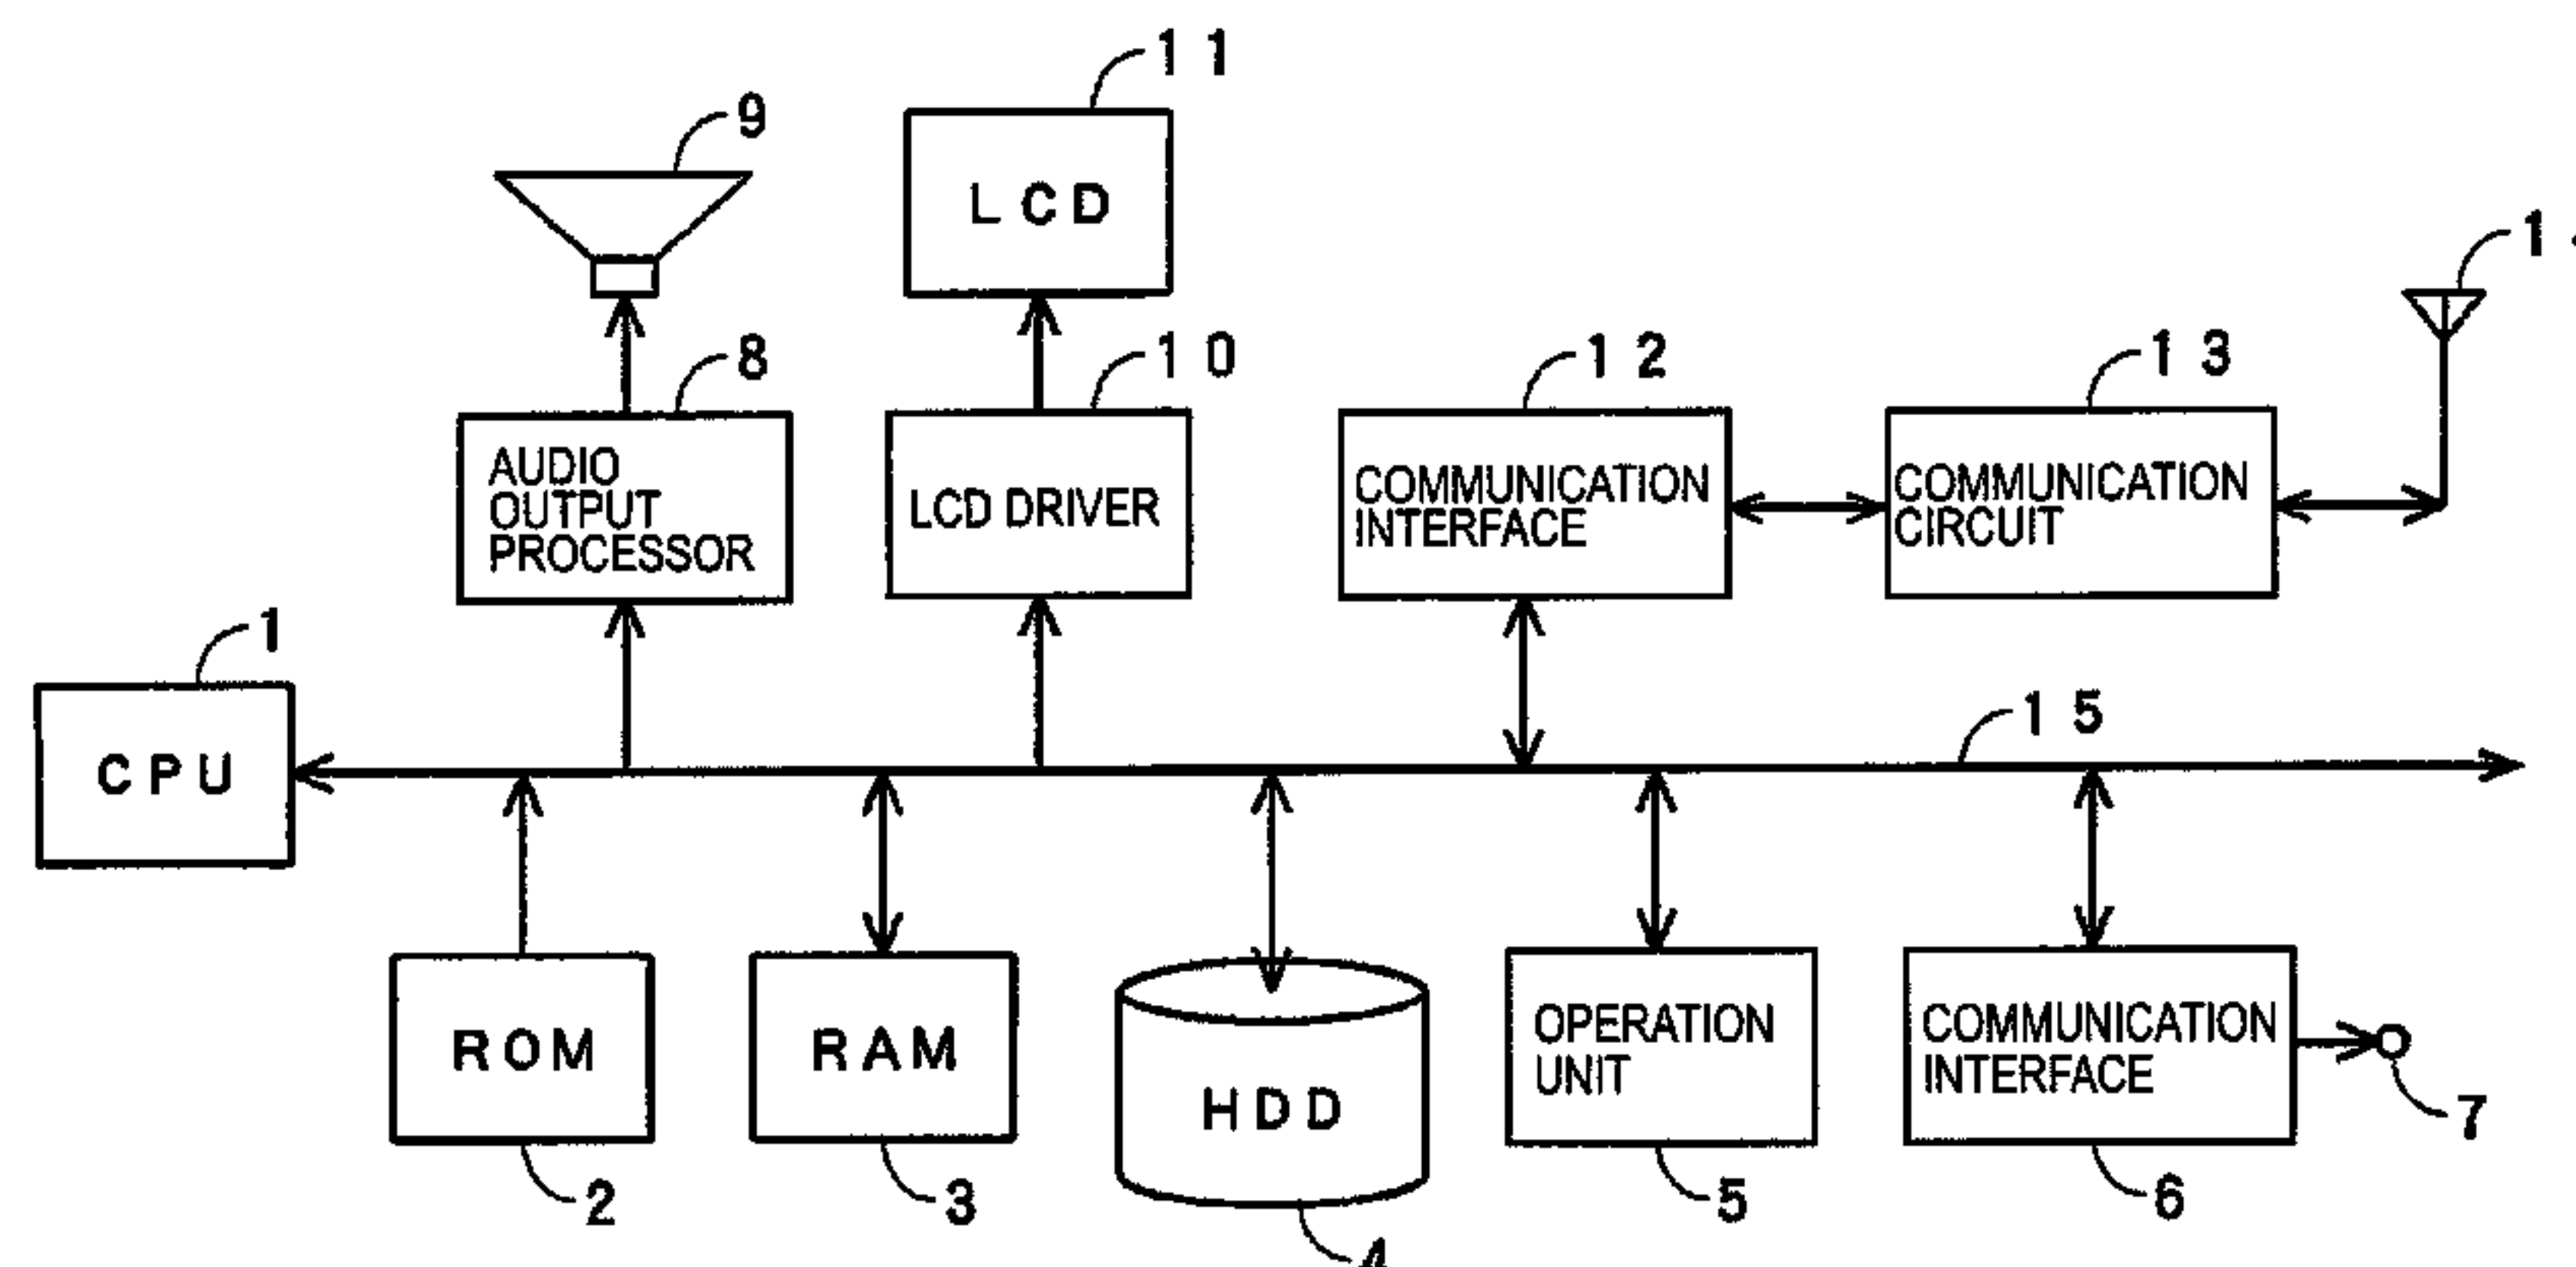 11
9
LCD
8
10
12
13
AUDIO
OUTPUT
PROCESSOR
LCD DRIVER
COMMUNICATION
INTERFACE
COMMUNICATION
CIRCUIT
1
15
CPU
ROM
RAM
HDD
OPERATION
UNIT
COMMUNICATION
INTERFACE
7
2
3
5
6
4